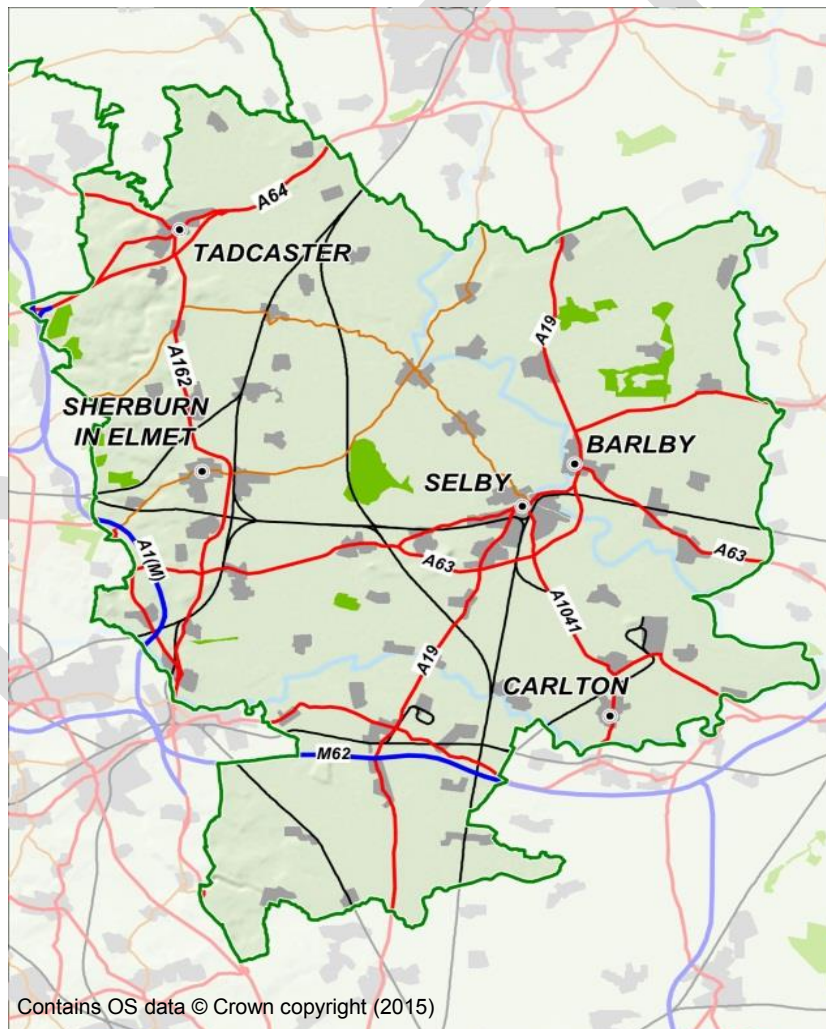 A64
TADCASTER
A19
A162
SHERBURN
IN ELMET
BARLBY
SELBY
A1(M)
A63
A63
A1041
A19
CARLTON
M62
Contains OS data © Crown copyright (2015)